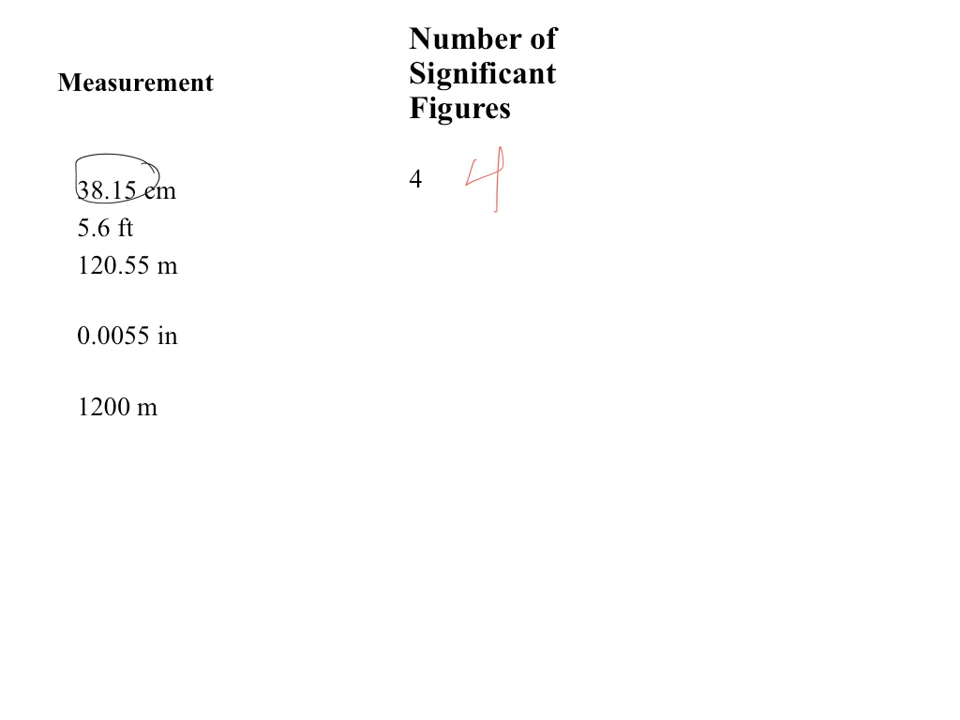 Number of
Significant
Figures
Measurement
38.15 cm
4 4
5.6 ft
120.55 m
0.0055 in
1200 m